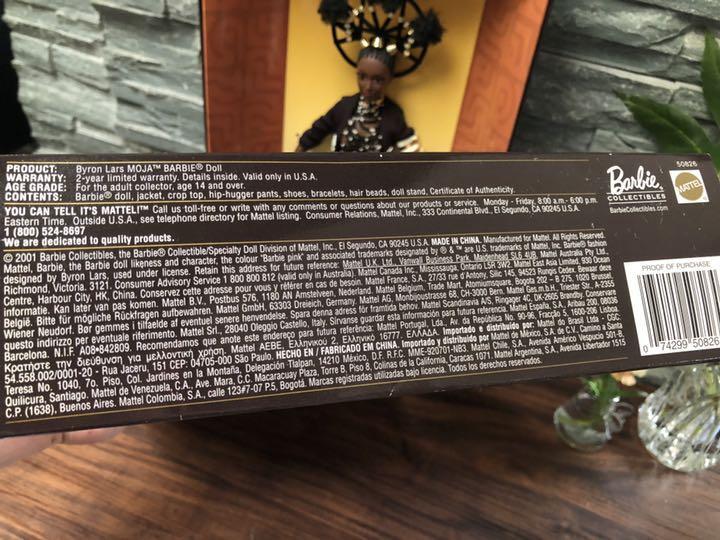 PRODUCT: Byron Lars MOJA™ BARBIE® Doll
WARRANTY: 2-year limited warranty. Details inside. Valid only in U.S.A.
AGE GRADE: For the adult collector, age 14 and over.
CONTENTS: Barbie® doll, jacket, crop top, hip-hugger pants, shoes, bracelets, hair beads, doll stand, Certificate of Authenticity.
YOU CAN TELL IT'S MATTEL!™ Call us toll-free or write with any comments or questions about our products or service. Monday - Friday, 8:00 a.m.- 6:00 p.m.
Eastern Time. Outside U.S.A., see telephone directory for Mattel listing. Consumer Relations, Mattel, Inc., 333 Continental Blvd., El Segundo, CA 90245 U.S.A.
1 (800) 524-8697
We are dedicated to quality products.
© 2001 Barbie Collectibles, the Barbie® Collectible/Specialty Doll Division of Mattel, Inc., El Segundo, CA 90245 U.S.A. MADE IN CHINA. Manufactured for Mattel. All Rights Reserved.
Mattel, Barbie, the Barbie doll likeness and character, the colour "Barbie pink" and associated trademarks designated by ® & ™ are U.S. trademarks of Mattel, Inc. Barbie® fashion
designed by Byron Lars, used under license. Retain this address for future reference: Mattel U.K. Ltd., Vanwall Business Park, Maidenhead SL6 4UB. Mattel Australia Pty Ltd.,
Richmond, Victoria. 3121. Consumer Advisory Service 1 800 800 812 (valid only in Australia). Mattel Canada Inc., Mississauga, Ontario L5R 3W2. Mattel East Asia Limited, 930 Ocean
Centre, Harbour City, HK, China. Conservez cette adresse pour vous y référer en cas de besoin. Mattel France, S.A., 27/33 rue d'Antony, Silic 145, 94523 Rungis Cedex. Bewaar deze
informatie. Kan later van pas komen. Mattel B.V., Postbus 576, 1180 AN Amstelveen, Nederland. Mattel Belgium, Trade Mart, Atomiumsquare, Bogota 202 - B 275, 1020 Brussel,
België. Bitte für mögliche Rückfragen aufbewahren. Mattel GmbH, 63303 Dreieich, Germany. Mattel AG, Monbijoustrasse 68, CH-3000 Bern. Mattel Ges.m.b.H., Triester Str., A-2355
Wiener Neudorf. Bør gemmes i tilfælde af eventuel senere henvendelse. Spara denna adress för framtida behov. Mattel Scandinavia A/S, Ringager 4C, DK-2605 Brøndby. Conservare
questo indirizzo per eventuale riferimento. Mattel Srl., 28040 Oleggio Castello, Italy. Sírvanse guardar esta información para futura referencia. Mattel España, S.A. Aribau 200, 08036
Barcelona. N.I.F. A08-842809. Recomendamos que anote este endereço para futura referência: Mattel Portugal, Lda., Av. da República No. 90-96, Fracção 5, 1600-206 Lisboa.
Κρατήστε την διεύθυνση για μελλοντική χρήση. Mattel ΑΕΒΕ, Ελληνικού 2, Ελληνικό 16777, ΕΛΛΑΔΑ. Importado e distribuido por: Mattel do Brasil Ltda - CGC:
54.558.002/0001-20 - Rua Jaceru, 151 CEP: 04705-000 São Paulo. HECHO EN / FABRICADO EM CHINA. Importado y distribuido por Mattel de México, S.A. de C.V., Camino a Santa
Teresa No. 1040, 7o. Piso, Col. Jardines en la Montaña, Delegación Tlalpan, 14210 México, D.F. R.F.C. MME-920701-NB3. Mattel Chile, S.A., Avenida Américo Vespucio 501-B,
Quilicura, Santiago. Mattel de Venezuela, C.A., Ave. Mara, C.C. Macaracuay Plaza, Torre B, Piso 8, Colinas de la California, Caracas 1071. Mattel Argentina, S.A., Avenida Libertador 1515
C.P. (1638), Buenos Aires. Mattel Colombia, S.A., calle 123#7-07 P.5, Bogotá. Marcas registradas utilizadas bajo licencia. Todos los derechos reservados.
50826
Barbie
COLLECTIBLES
BarbieCollectibles.com
MATTEL
PROOF OF PURCHASE
0 74299 50826